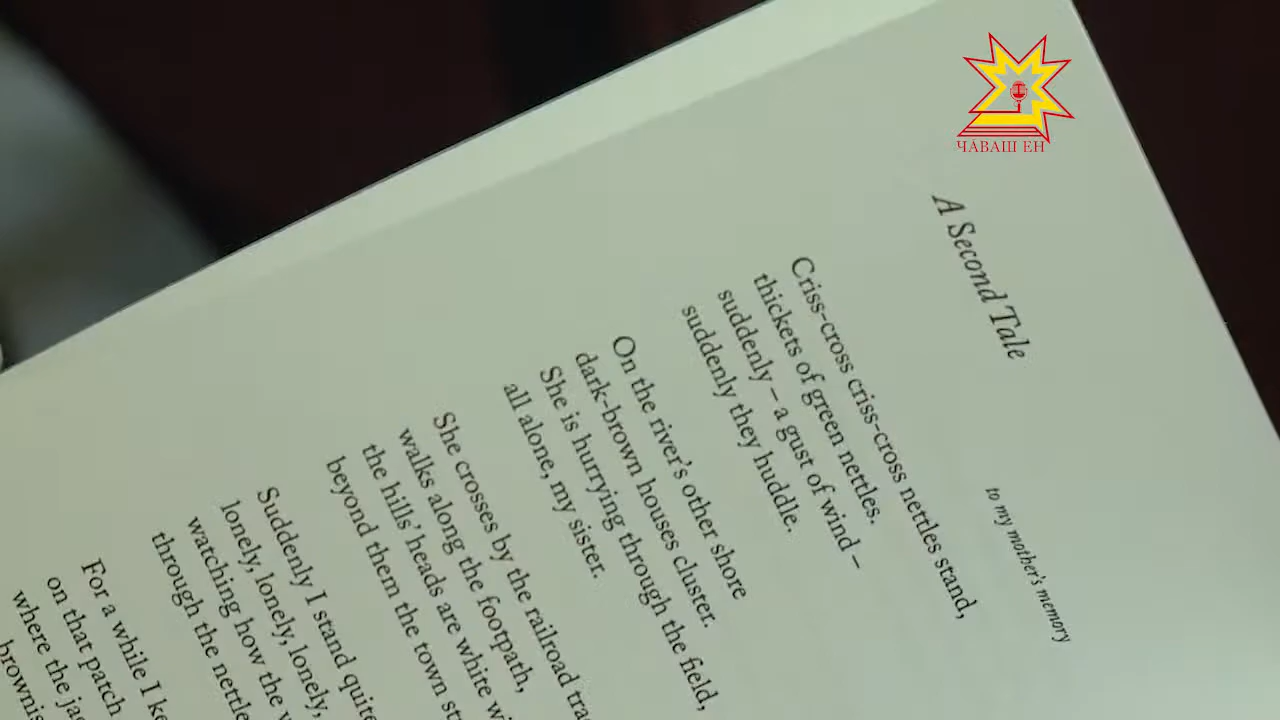 ЧӐВАШ ЕН
A Second Tale
to my mother's memory
Criss-cross criss-cross nettles stand,
thickets of green nettles.
suddenly – a gust of wind –
suddenly they huddle.
On the river's other shore
dark-brown houses cluster.
She is hurrying through the field,
all alone, my sister.
She crosses by the railroad
walks along the footpath,
the hills' heads are white
beyond them the town
Suddenly I stand quite
lonely, lonely, lonely,
watching how the
through the
For a while I
on that patch
where the